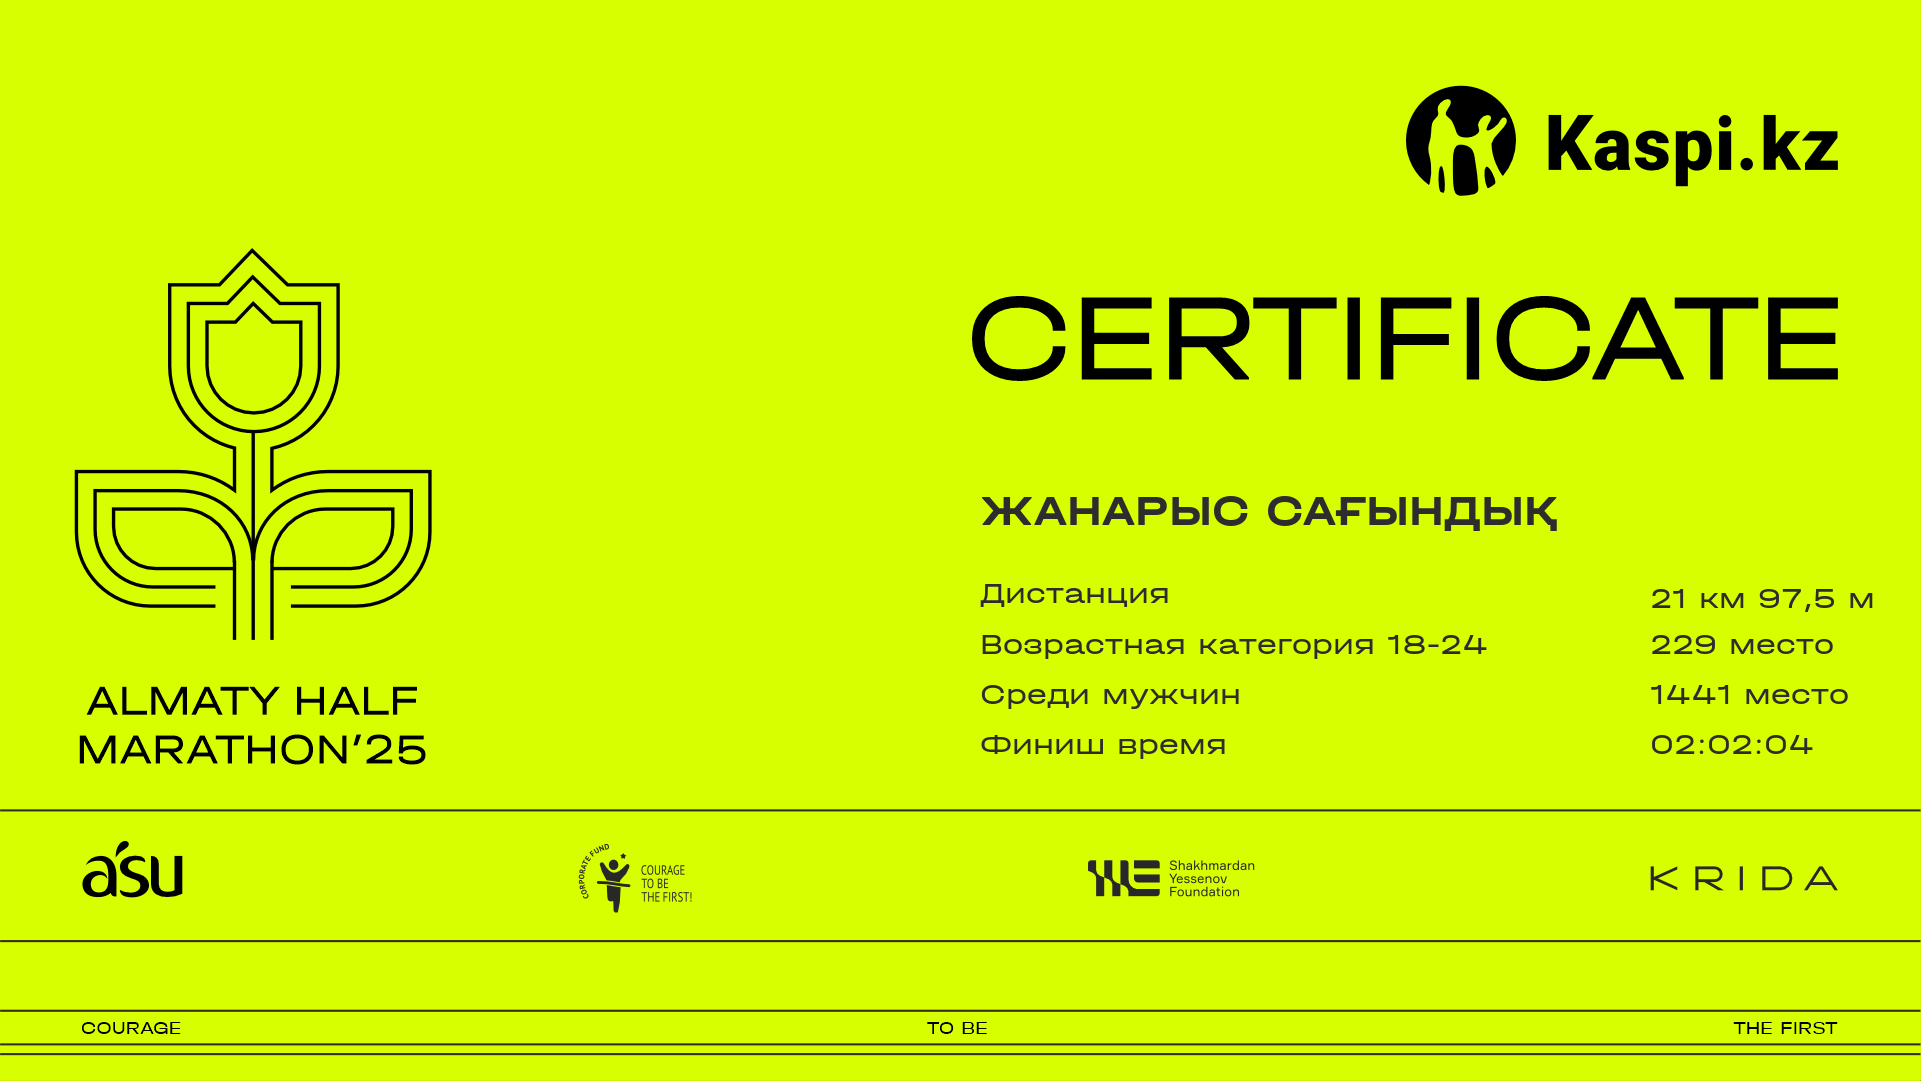 Kaspi.kz
CERTIFICATE
ЖАНАРЫС САҒЫНДЫҚ
Дистанция 21 км 97,5 м
Возрастная категория 18-24 229 место
Среди мужчин 1441 место
Финиш время 02:02:04
ALMATY HALF
MARATHON’25
a'su
CORPORATE FUND
COURAGE
TO BE
THE FIRST!
Shakhmardan
Yessenov
Foundation
KRIDA
COURAGE TO BE THE FIRST